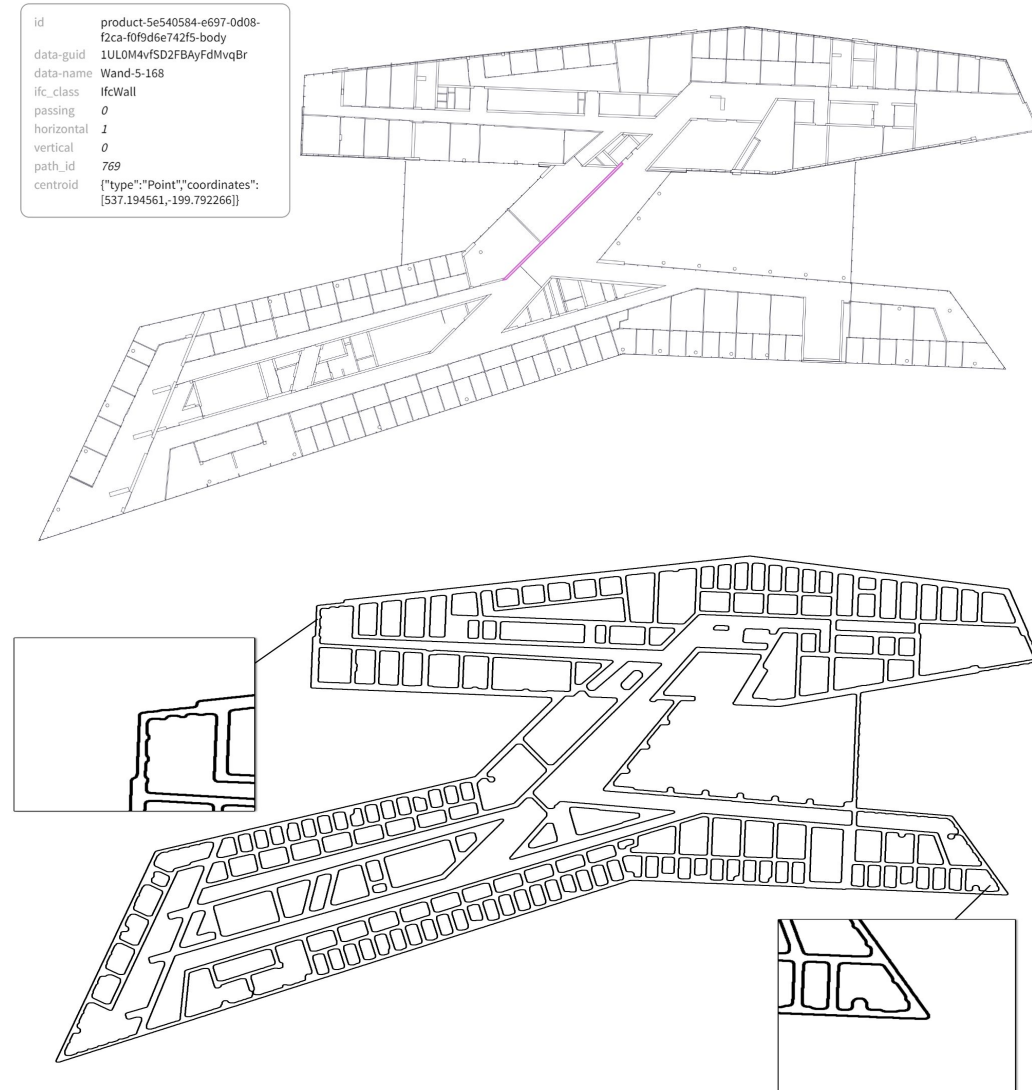 id product-5e540584-e697-0d08-
f2ca-f0f9d6e742f5-body
data-guid 1UL0M4vfSD2FBAyFdMvqBr
data-name Wand-5-168
ifc_class IfcWall
passing 0
horizontal 1
vertical 0
path_id 769
centroid {"type":"Point","coordinates":
[537.194561,-199.792266]}